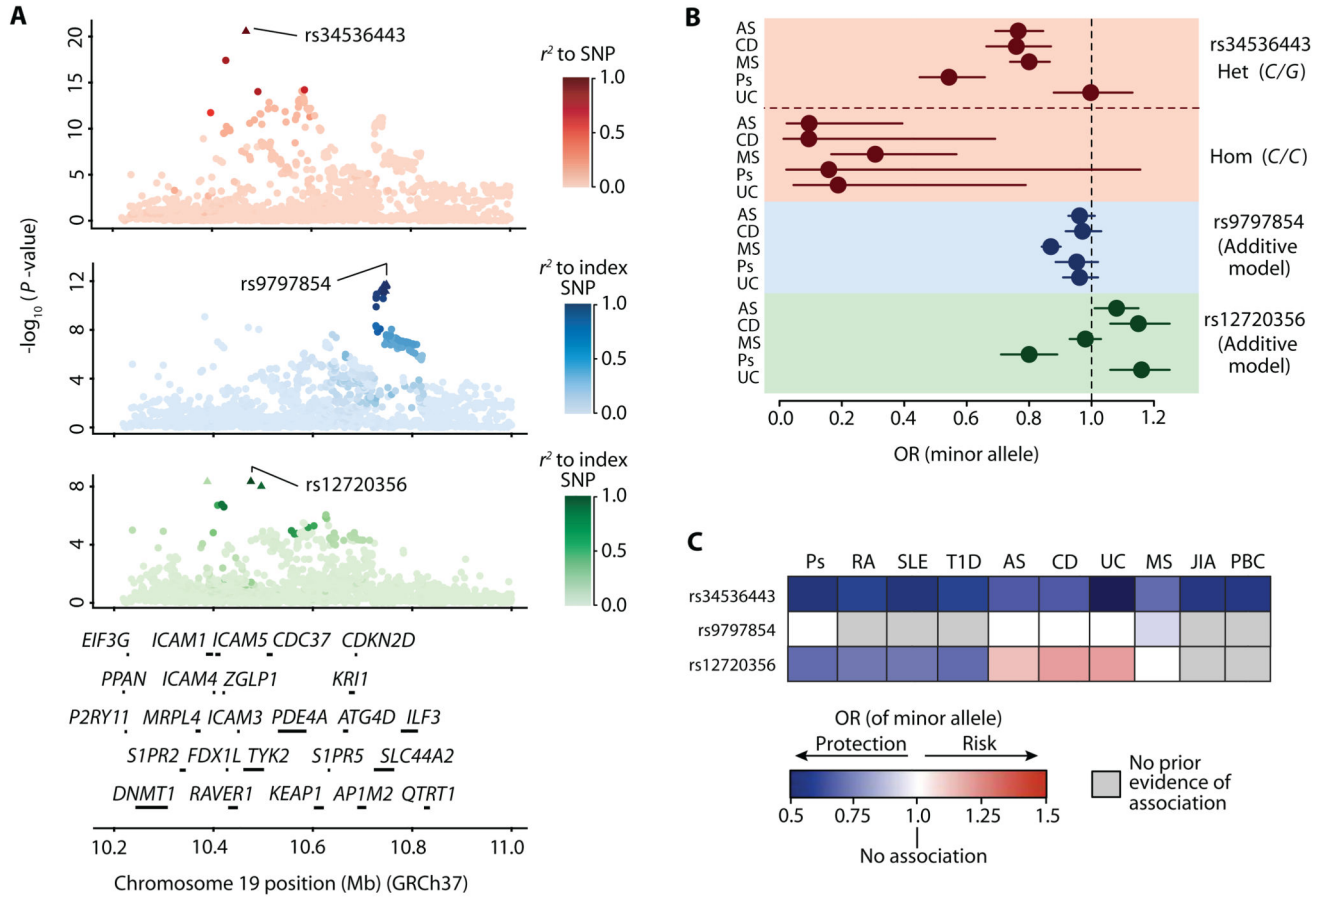 A
20
15
10
5
0
rs34536443
r² to SNP
1.0
0.5
0.0
-log10 (P -value)
12
8
4
0
rs9797854
r² to index
SNP
1.0
0.5
0.0
8
4
0
rs12720356
r² to index
SNP
1.0
0.5
0.0
EIF3G ICAM1 ICAM5 CDC37 CDKN2D
PPAN ICAM4 ZGLP1 KRI1
P2RY11 MRPL4 ICAM3 PDE4A ATG4D ILF3
S1PR2 FDX1L TYK2 S1PR5 SLC44A2
DNMT1 RAVER1 KEAP1 AP1M2 QTRT1
10.2 10.4 10.6 10.8 11.0
Chromosome 19 position (Mb) (GRCh37)
B
AS
CD
MS
Ps
UC
rs34536443
Het (C/G)
AS
CD
MS
Ps
UC
Hom (C/C)
AS
CD
MS
Ps
UC
rs9797854
(Additive
model)
AS
CD
MS
Ps
UC
rs12720356
(Additive
model)
0.0 0.2 0.4 0.6 0.8 1.0 1.2
OR (minor allele)
C
Ps RA SLE T1D AS CD UC MS JIA PBC
rs34536443
rs9797854
rs12720356
OR (of minor allele)
Protection Risk
0.5 0.75 1.0 1.25 1.5
No association
No prior
evidence of
association